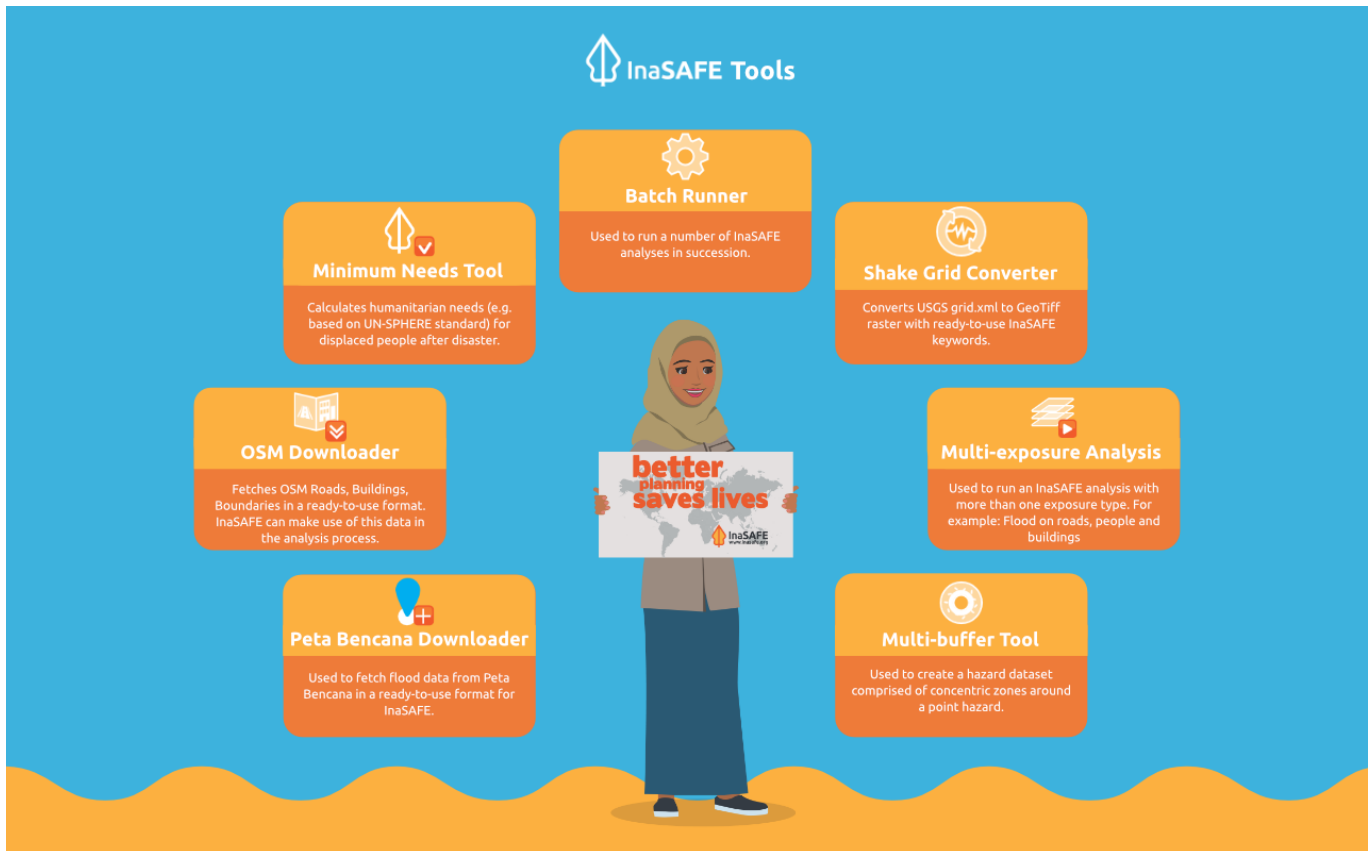 InaSAFE Tools
Batch Runner
Used to run a number of InaSAFE
analyses in succession.
Minimum Needs Tool
Calculates humanitarian needs (e.g.
based on UN-SPHERE standard) for
displaced people after disaster.
Shake Grid Converter
Converts USGS grid.xml to GeoTiff
raster with ready-to-use InaSAFE
keywords.
OSM Downloader
Fetches OSM Roads, Buildings,
Boundaries in a ready-to-use format.
InaSAFE can make use of this data in
the analysis process.
better
planning
saves lives
InaSAFE
www.inasafe.org
Multi-exposure Analysis
Used to run an InaSAFE analysis with
more than one exposure type. For
example: Flood on roads, people and
buildings
Peta Bencana Downloader
Used to fetch flood data from Peta
Bencana in a ready-to-use format for
InaSAFE.
Multi-buffer Tool
Used to create a hazard dataset
comprised of concentric zones around
a point hazard.